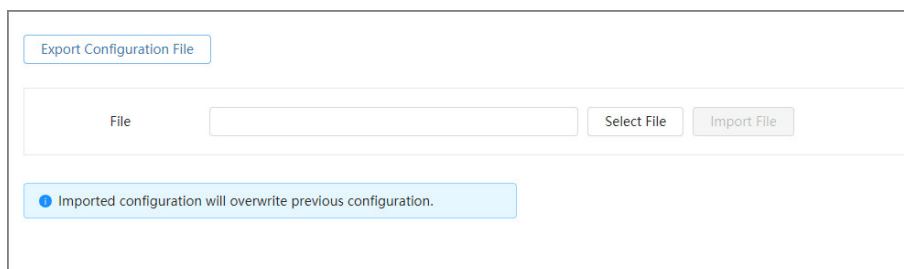 Export Configuration File
File Select File Import File
Imported configuration will overwrite previous configuration.